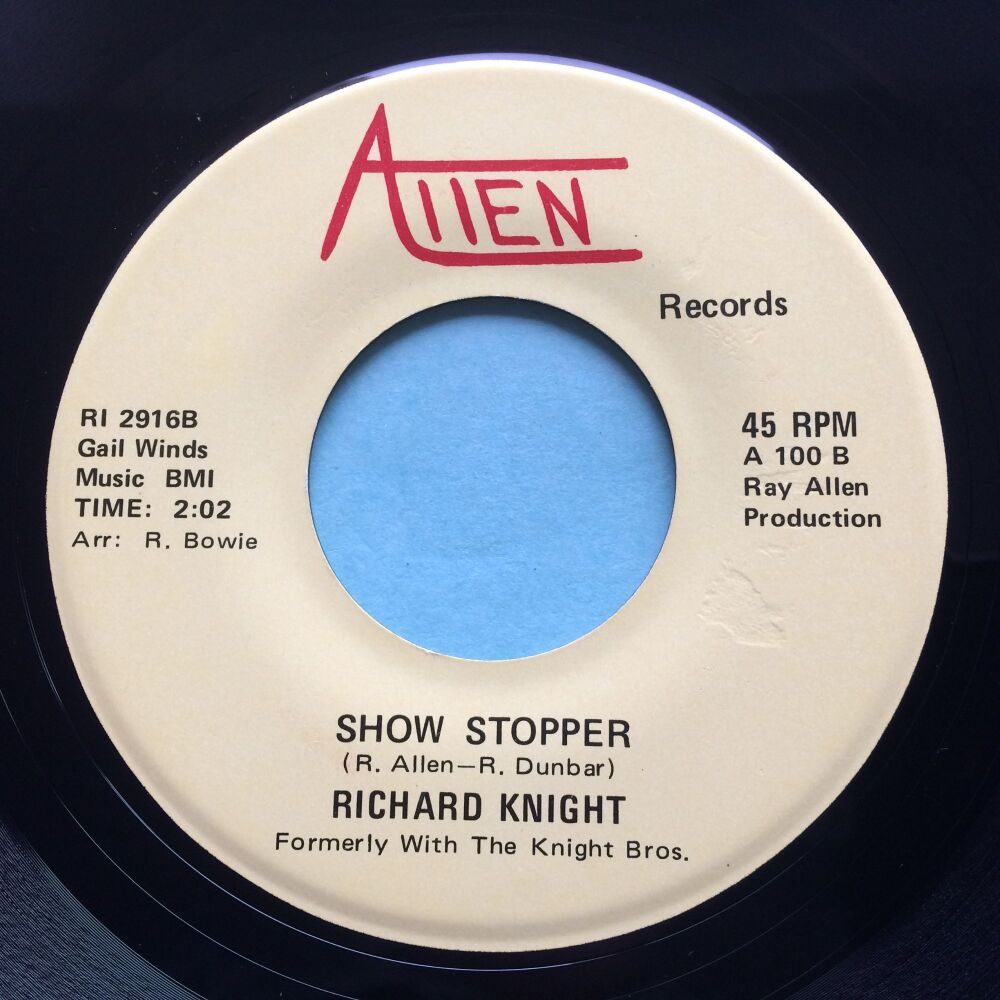 AllEN
Records
RI 2916B
Gail Winds
Music BMI
TIME: 2:02
Arr: R. Bowie
45 RPM
A 100 B
Ray Allen
Production
SHOW STOPPER
(R. Allen—R. Dunbar)
RICHARD KNIGHT
Formerly With The Knight Bros.